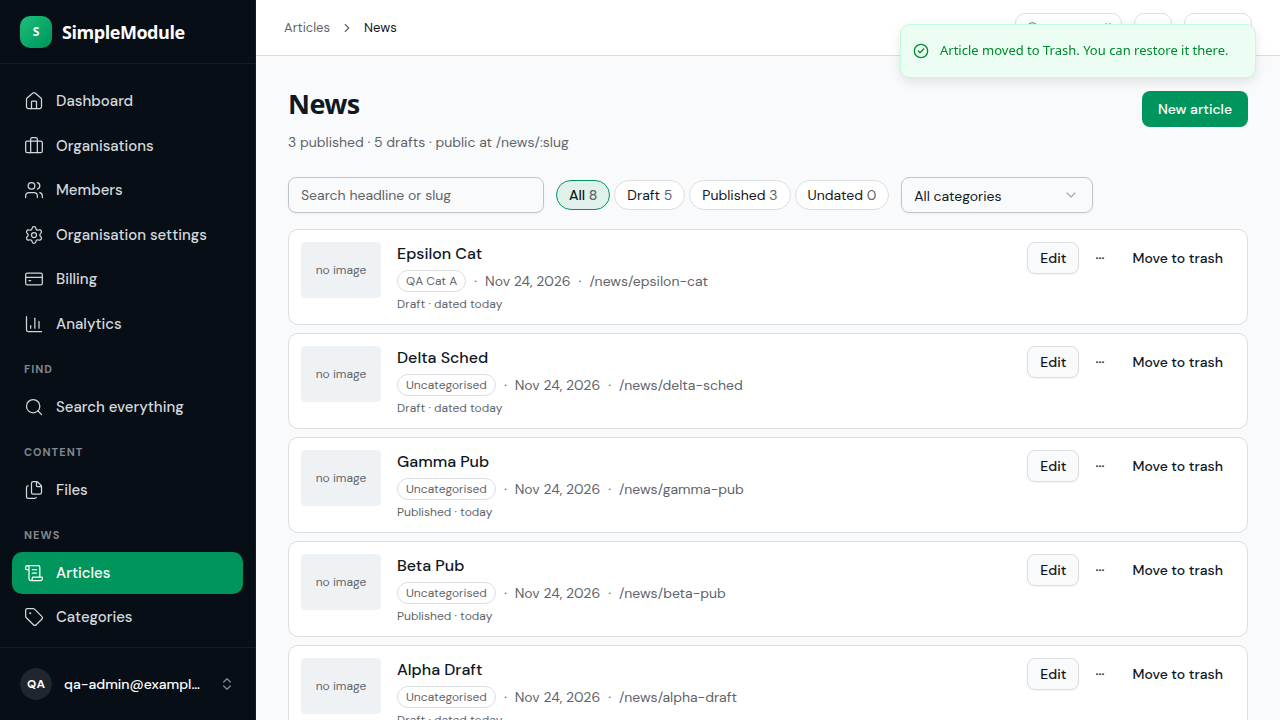 S SimpleModule
Dashboard
Organisations
Members
Organisation settings
Billing
Analytics
FIND
Search everything
CONTENT
Files
NEWS
Articles
Categories
QA qa-admin@exampl...
Articles > News
Article moved to Trash. You can restore it there.
News
New article
3 published · 5 drafts · public at /news/:slug
Search headline or slug
All 8 Draft 5 Published 3 Undated 0 All categories
no image
Epsilon Cat
QA Cat A · Nov 24, 2026 · /news/epsilon-cat
Draft · dated today
Edit ··· Move to trash
no image
Delta Sched
Uncategorised · Nov 24, 2026 · /news/delta-sched
Draft · dated today
Edit ··· Move to trash
no image
Gamma Pub
Uncategorised · Nov 24, 2026 · /news/gamma-pub
Published · today
Edit ··· Move to trash
no image
Beta Pub
Uncategorised · Nov 24, 2026 · /news/beta-pub
Published · today
Edit ··· Move to trash
no image
Alpha Draft
Uncategorised · Nov 24, 2026 · /news/alpha-draft
Draft · dated today
Edit ··· Move to trash